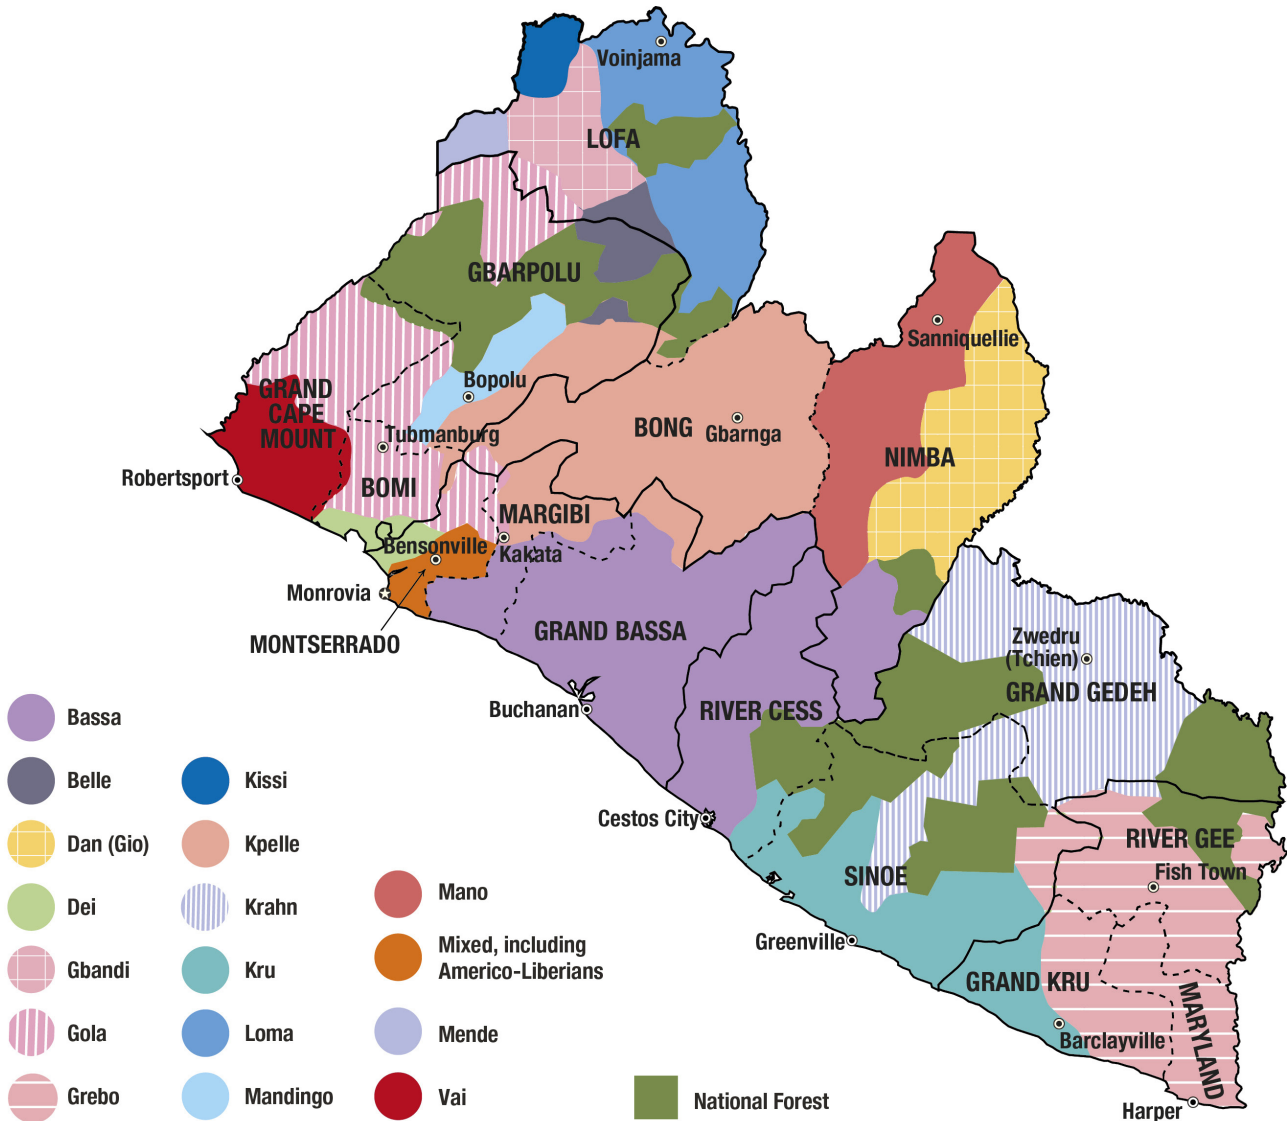 Voinjama
LOFA
GBARPOLU
Sanniquellie
Bopolu
GRAND
CAPE
MOUNT
Tubmanburg
BONG
Gbarnga
NIMBA
Robertsport
BOMI
MARGIBI
Bensonville
Kakata
Monrovia
MONTSERRADO
GRAND BASSA
Zwedru
(Tchien)
GRAND GEDEH
Buchanan
RIVER CESS
Cestos City
RIVER GEE
Fish Town
SINOE
Greenville
GRAND KRU
MARYLAND
Barclayville
Harper
Bassa
Belle
Dan (Gio)
Dei
Gbandi
Gola
Grebo
Kissi
Kpelle
Krahn
Kru
Loma
Mandingo
Mano
Mixed, including
Americo-Liberians
Mende
Vai
National Forest